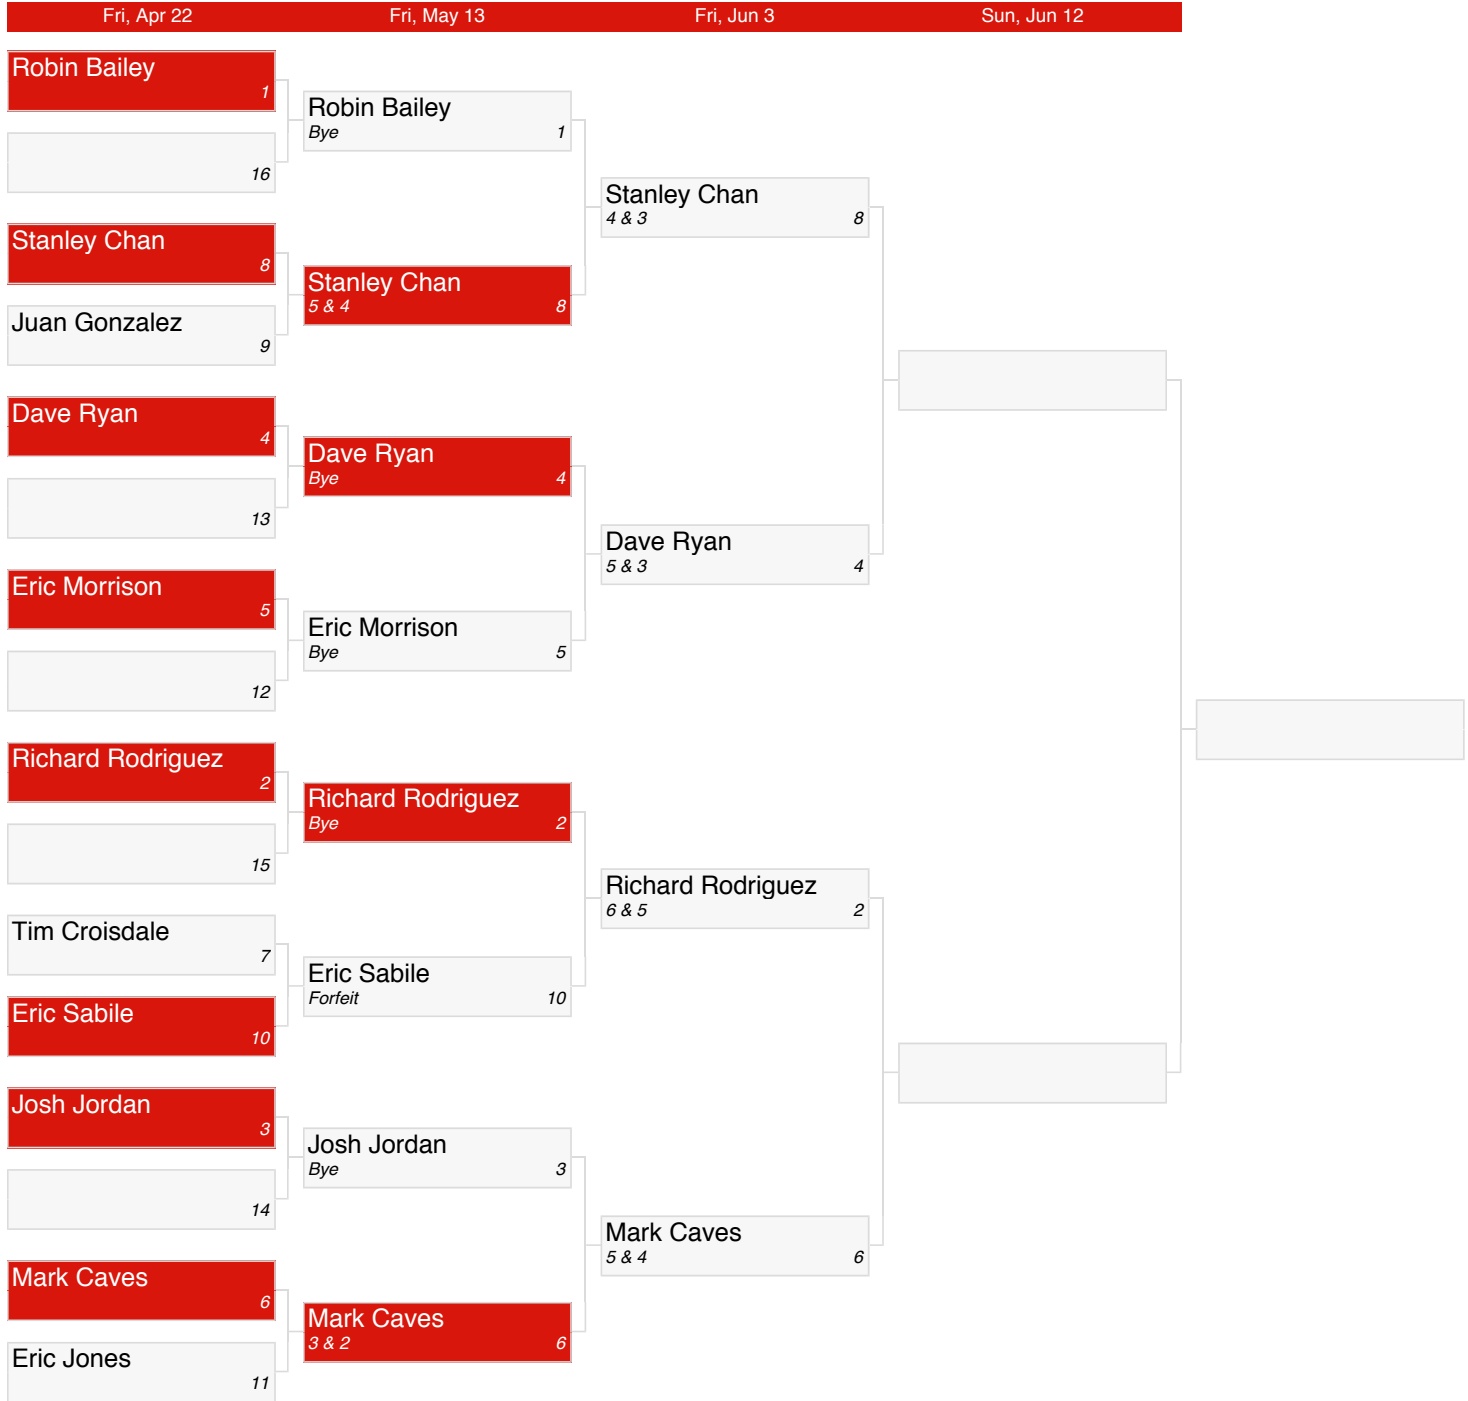 Fri, Apr 22
Fri, May 13
Fri, Jun 3
Sun, Jun 12
Robin Bailey
1
16
Stanley Chan
8
Juan Gonzalez
9
Dave Ryan
4
13
Eric Morrison
5
12
Richard Rodriguez
2
15
Tim Croisdale
7
Eric Sabile
10
Josh Jordan
3
14
Mark Caves
6
Eric Jones
11
Robin Bailey
Bye 1
Stanley Chan
5 & 4 8
Dave Ryan
Bye 4
Eric Morrison
Bye 5
Richard Rodriguez
Bye 2
Eric Sabile
Forfeit 10
Josh Jordan
Bye 3
Mark Caves
3 & 2 6
Stanley Chan
4 & 3 8
Dave Ryan
5 & 3 4
Richard Rodriguez
6 & 5 2
Mark Caves
5 & 4 6